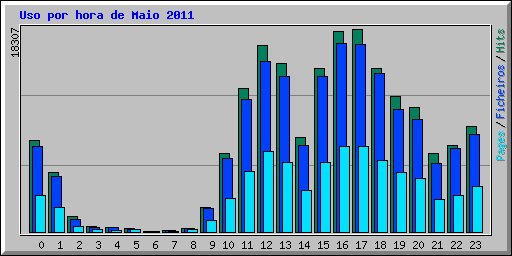 Uso por hora de Maio 2011
18307
Pages / Ficheiros / Hits
0 1 2 3 4 5 6 7 8 9 10 11 12 13 14 15 16 17 18 19 20 21 22 23